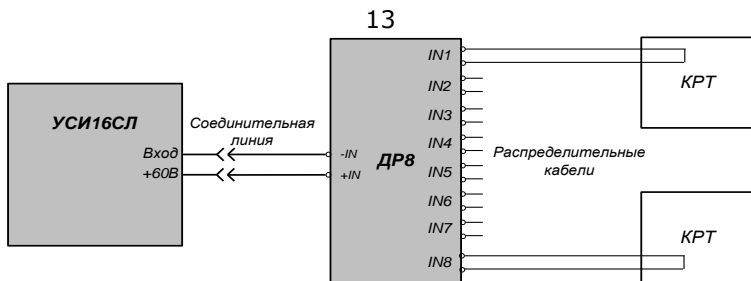 13
УСИ16СЛ
Вход
+60В
Соединительная
линия
-IN
+IN
ДР8
IN1
IN2
IN3
IN4
IN5
IN6
IN7
IN8
Распределительные
кабели
КРТ
КРТ